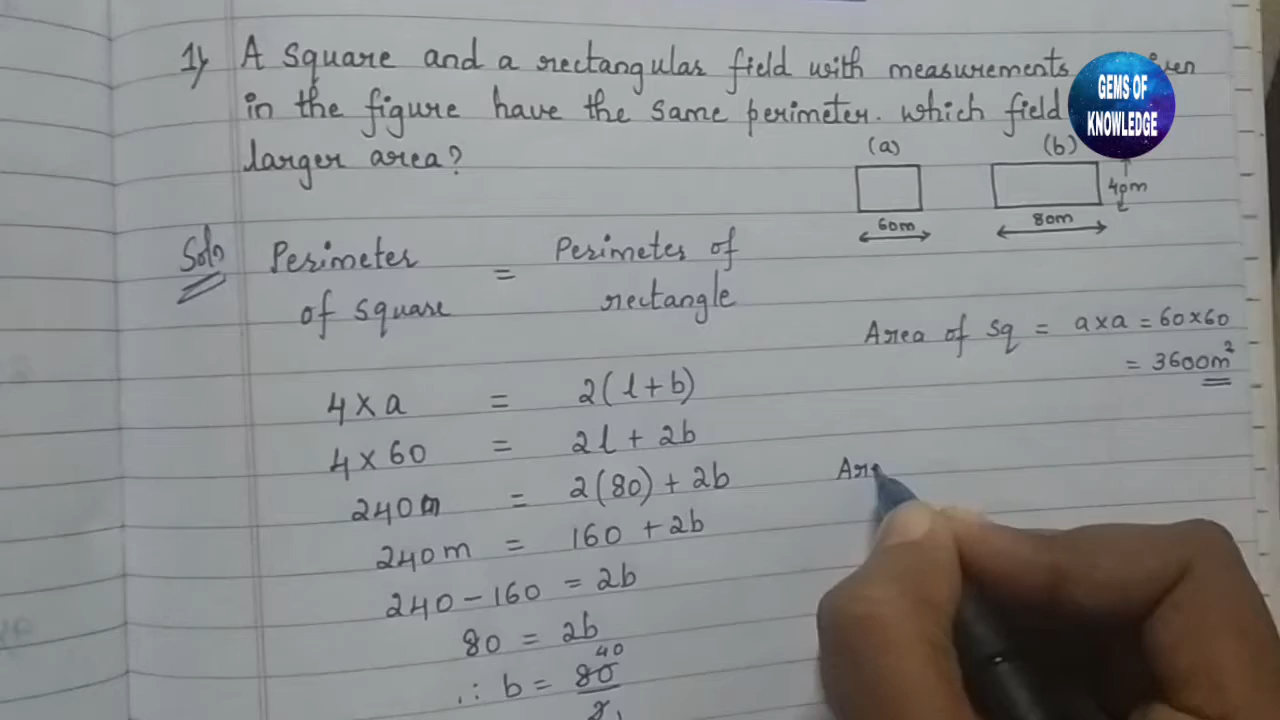 1) A square and a rectangular field with measurements
in the figure have the same perimeter. which field
larger area?
GEMS OF
KNOWLEDGE
(a) (b)
60m 80m 40m
Soln Perimeter of square = Perimeter of rectangle
4 × a = 2(l + b)
4 × 60 = 2l + 2b
240m = 2(80) + 2b
240m = 160 + 2b
240 - 160 = 2b
80 = 2b
∴ b = 80/2
40
1
Area of sq = a × a = 60 × 60
= 3600m²
Are